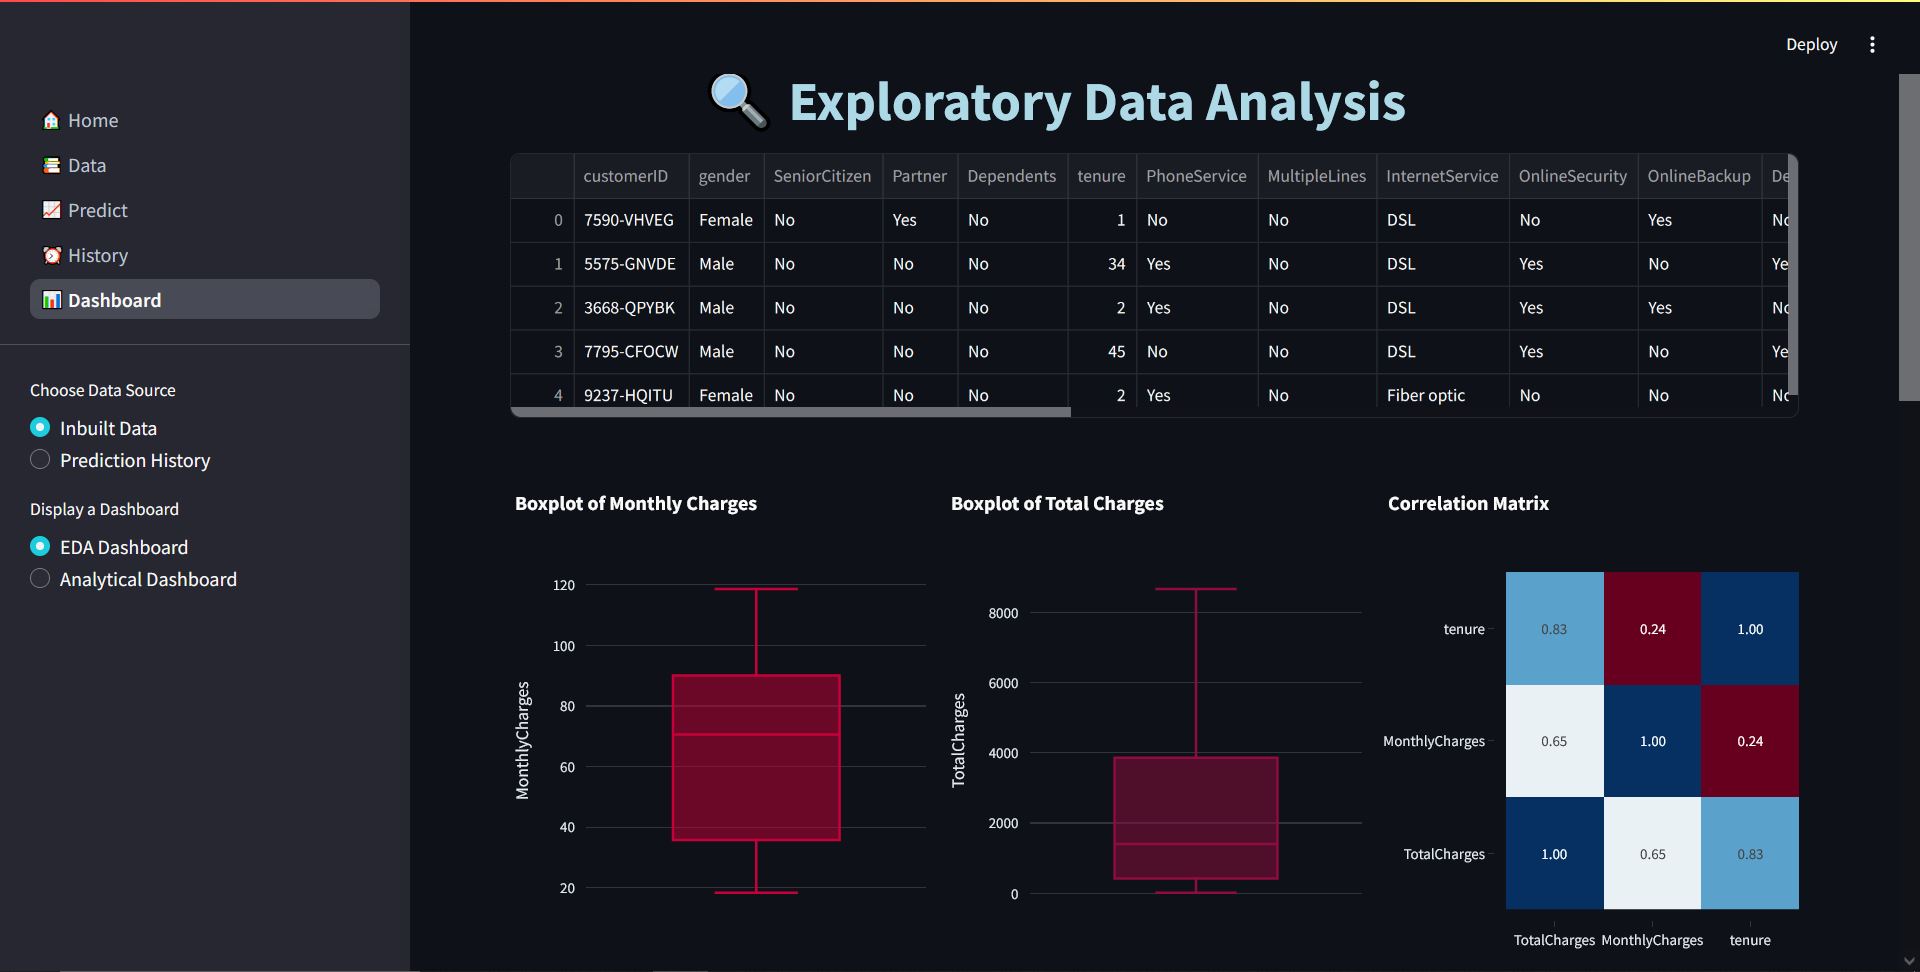 Deploy
Home
Data
Predict
History
Dashboard
Choose Data Source
Inbuilt Data
Prediction History
Display a Dashboard
EDA Dashboard
Analytical Dashboard
Exploratory Data Analysis
customerID gender SeniorCitizen Partner Dependents tenure PhoneService MultipleLines InternetService OnlineSecurity OnlineBackup De
0 7590-VHVEG Female No Yes No 1 No No DSL No Yes No
1 5575-GNVDE Male No No No 34 Yes No DSL Yes No Ye
2 3668-QPYBK Male No No No 2 Yes No DSL Yes Yes No
3 7795-CFOCW Male No No No 45 No No DSL Yes No Ye
4 9237-HQITU Female No No No 2 Yes No Fiber optic No No No
Boxplot of Monthly Charges
MonthlyCharges
120
100
80
60
40
20
Boxplot of Total Charges
TotalCharges
8000
6000
4000
2000
0
Correlation Matrix
tenure 0.83 0.24 1.00
MonthlyCharges 0.65 1.00 0.24
TotalCharges 1.00 0.65 0.83
TotalCharges MonthlyCharges tenure